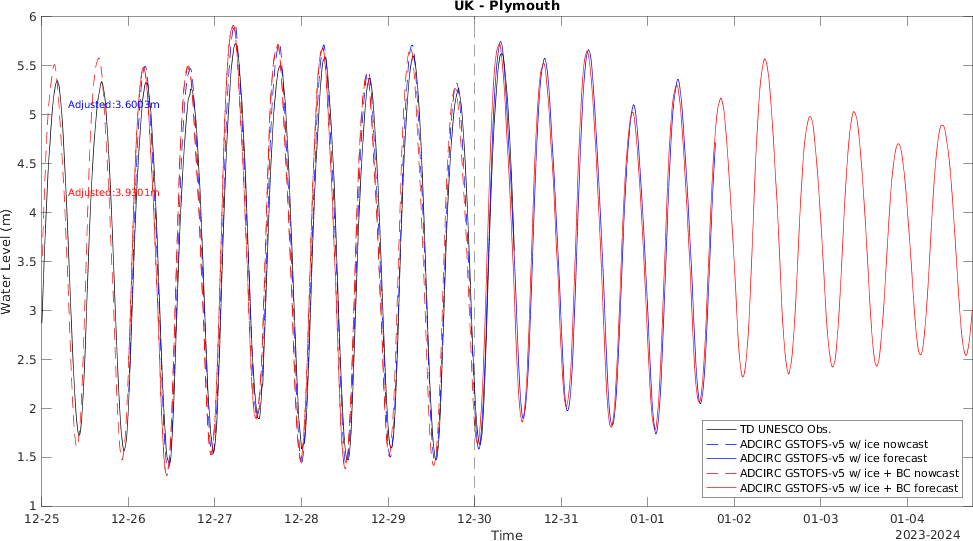 UK - Plymouth
6
5.5
5
4.5
4
3.5
3
2.5
2
1.5
1
Water Level (m)
Adjusted:3.6003m
Adjusted:3.9301m
TD UNESCO Obs.
ADCIRC GSTOFS-v5 w/ ice nowcast
ADCIRC GSTOFS-v5 w/ ice forecast
ADCIRC GSTOFS-v5 w/ ice + BC nowcast
ADCIRC GSTOFS-v5 w/ ice + BC forecast
12-25 12-26 12-27 12-28 12-29 12-30 12-31 01-01 01-02 01-03 01-04
Time
2023-2024